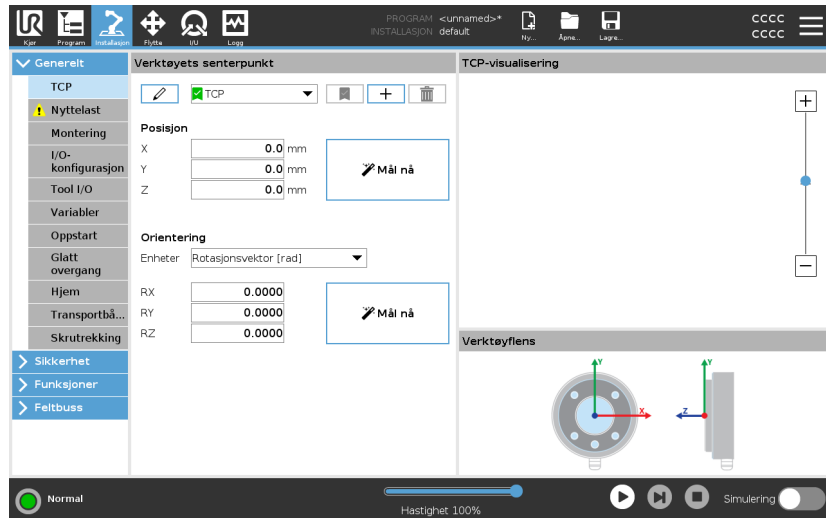 PROGRAM <unnamed>*
INSTALLASJON default
CCCC
CCCC
Kjør
Program
Installasjon
Flytte
I/U
Logg
Ny...
Åpne...
Lagre...
Generelt
TCP
Nyttelast
Montering
I/O-
konfigurasjon
Tool I/O
Variabler
Oppstart
Glatt
overgang
Hjem
Transportbå...
Skrutrekking
Sikkerhet
Funksjoner
Feltbuss
Verktøyets senterpunkt
TCP
Posisjon
X 0.0 mm
Y 0.0 mm
Z 0.0 mm
Mål nå
Orientering
Enheter Rotasjonsvektor [rad]
RX 0.0000
RY 0.0000
RZ 0.0000
Mål nå
TCP-visualisering
Verktøyflens
Y
X
Y
Z
Normal
Hastighet 100%
Simulering